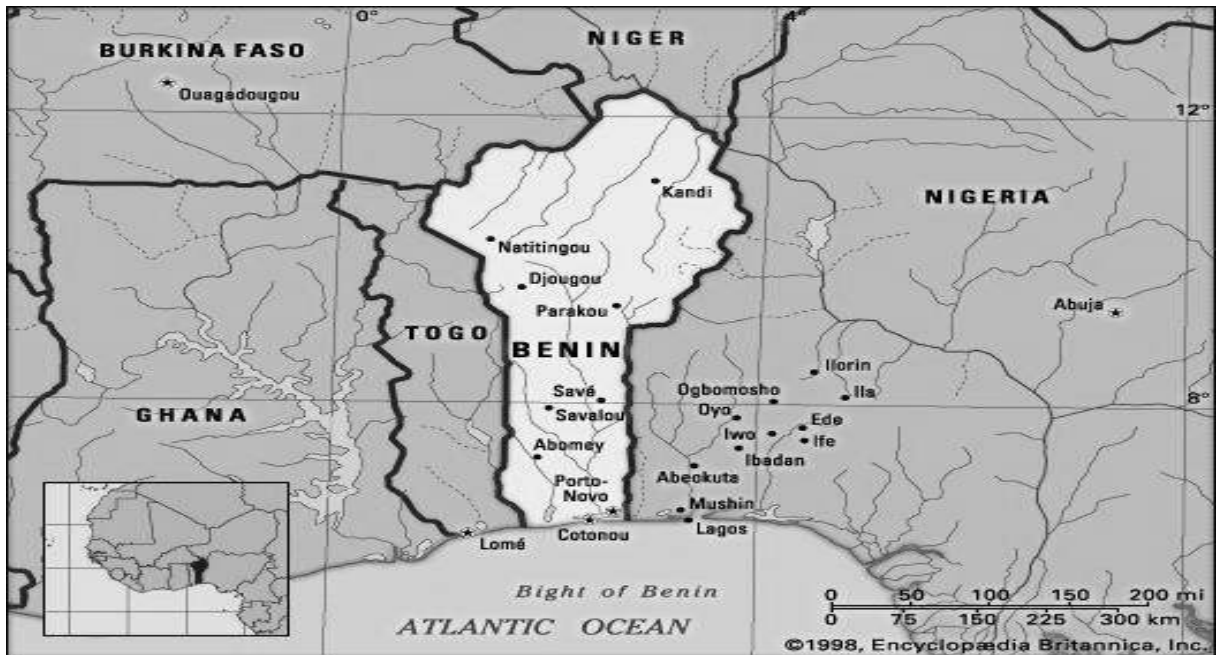 0°
4°
NIGER
BURKINA FASO
Ouagadougou
12°
Kandi
NIGERIA
Natitingou
Djougou
Parakou
Abuja
TOGO
BENIN
Ilorin
Savé
Ogbomosho
Ila
8°
GHANA
Savalou
Oyo
Ede
Iwo
Ife
Abomey
Ibadan
Abeokuta
Porto-
Novo
Mushin
Lomé
Cotonou
Lagos
Bight of Benin
ATLANTIC OCEAN
0 50 100 150 200 mi
0 75 150 225 300 km
©1998, Encyclopædia Britannica, Inc.